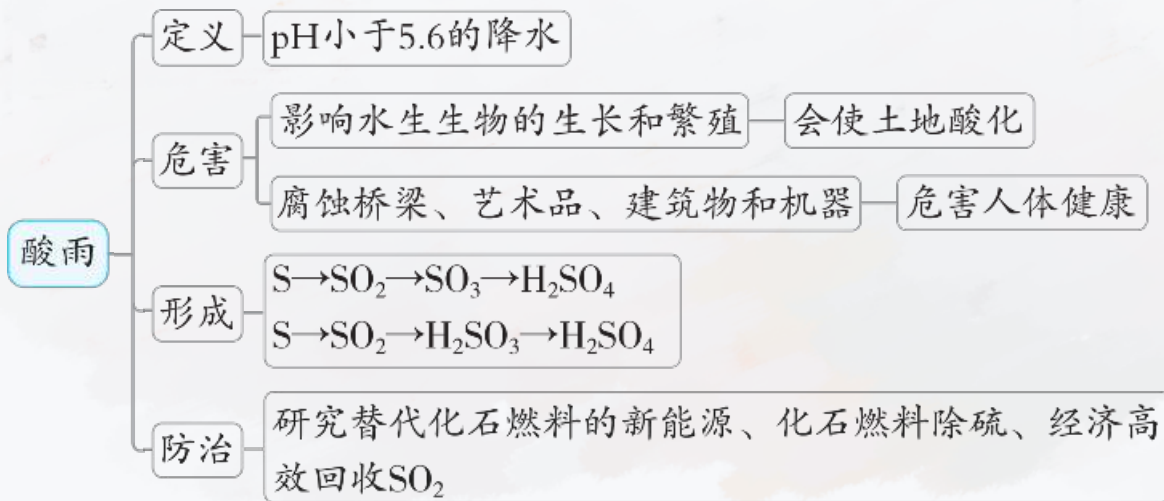 酸雨
定义
pH小于5.6的降水
危害
影响水生生物的生长和繁殖
会使土地酸化
腐蚀桥梁、艺术品、建筑物和机器
危害人体健康
形成
S→SO₂→SO₃→H₂SO₄
S→SO₂→H₂SO₃→H₂SO₄
防治
研究替代化石燃料的新能源、化石燃料除硫、经济高
效回收SO₂